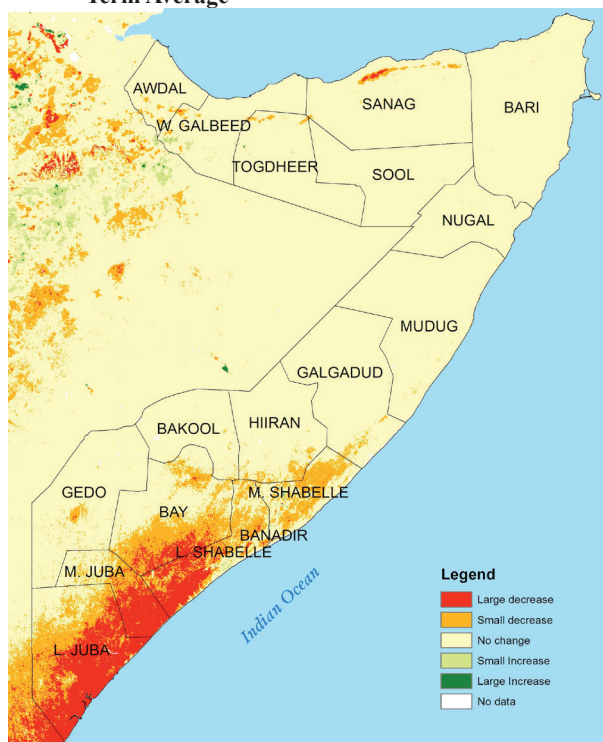 Term Average
AWDAL
SANAG
BARI
W. GALBEED
TOGDHEER
SOOL
NUGAL
MUDUG
GALGADUD
HIIRAN
BAKOOL
GEDO
M. SHABELLE
BAY
BANADIR
L. SHABELLE
M. JUBA
L. JUBA
Indian Ocean
Legend
Large decrease
Small decrease
No change
Small Increase
Large Increase
No data